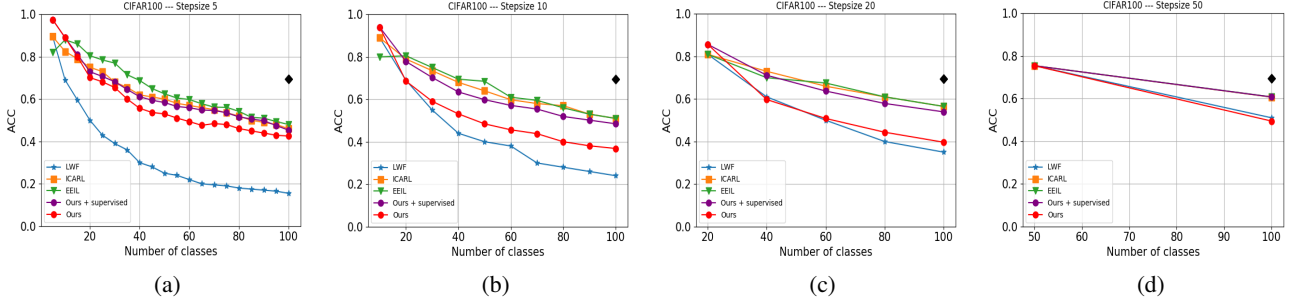 CIFAR100 --- Stepsize 5
ACC
1.0
0.8
0.6
0.4
0.2
0.0
LWF
ICARL
EEIL
Ours + supervised
Ours
20 40 60 80 100
Number of classes
(a)
CIFAR100 --- Stepsize 10
ACC
1.0
0.8
0.6
0.4
0.2
0.0
LWF
ICARL
EEIL
Ours + supervised
Ours
20 40 60 80 100
Number of classes
(b)
CIFAR100 --- Stepsize 20
ACC
1.0
0.8
0.6
0.4
0.2
0.0
LWF
ICARL
EEIL
Ours + supervised
Ours
20 30 40 50 60 70 80 90 100
Number of classes
(c)
CIFAR100 --- Stepsize 50
ACC
1.0
0.8
0.6
0.4
0.2
0.0
LWF
ICARL
EEIL
Ours + supervised
Ours
50 60 70 80 90 100
Number of classes
(d)